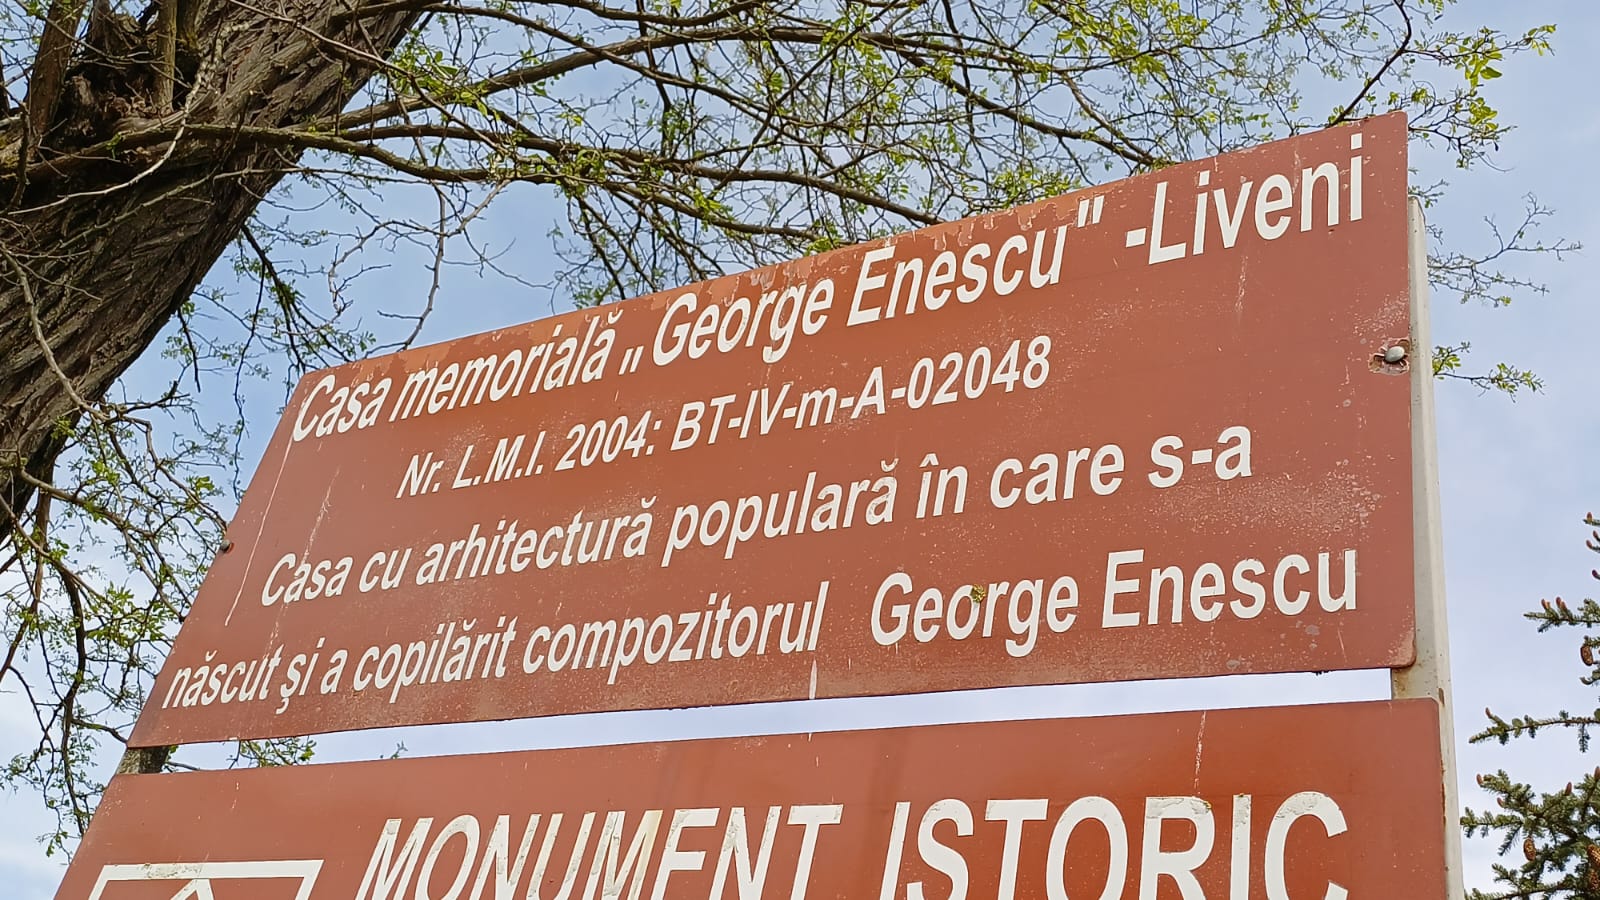 Casa memorială „George Enescu" -Liveni
Nr. L.M.I. 2004: BT-IV-m-A-02048
Casa cu arhitectură populară în care s-a
născut şi a copilărit compozitorul George Enescu
MONUMENT ISTORIC